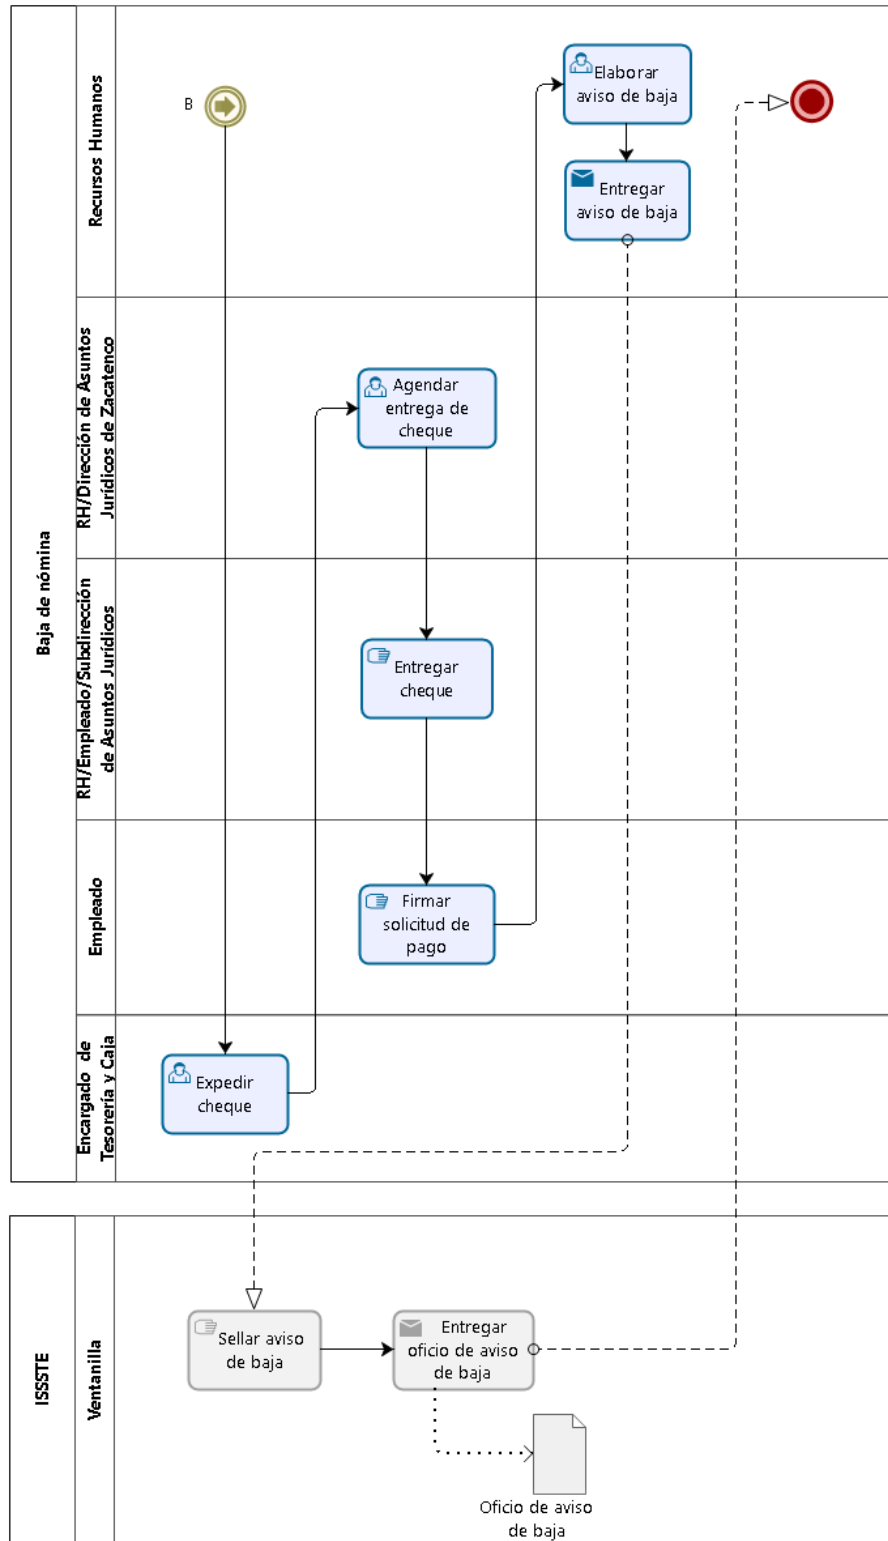 Baja de nómina
Recursos Humanos
B
Elaborar
aviso de baja
Entregar
aviso de baja
RH/Dirección de Asuntos
Jurídicos de Zacatenco
Agendar
entrega de
cheque
RH/Empleado/Subdirección
de Asuntos Jurídicos
Entregar
cheque
Empleado
Firmar
solicitud de
pago
Encargado de
Tesorería y Caja
Expedir
cheque
ISSSTE
Ventanilla
Sellar aviso
de baja
Entregar
oficio de aviso
de baja
Oficio de aviso
de baja